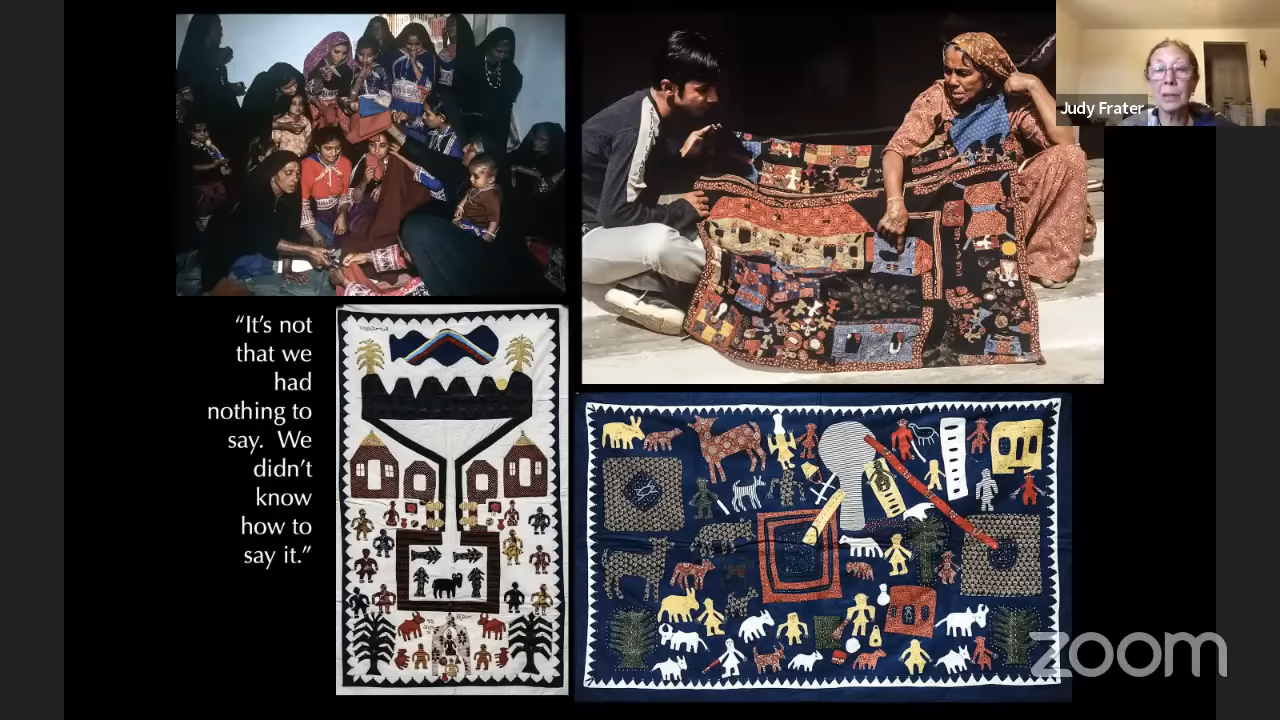 Judy Frater
“It’s not
that we
had
nothing to
say. We
didn’t
know
how to
say it.”
zoom